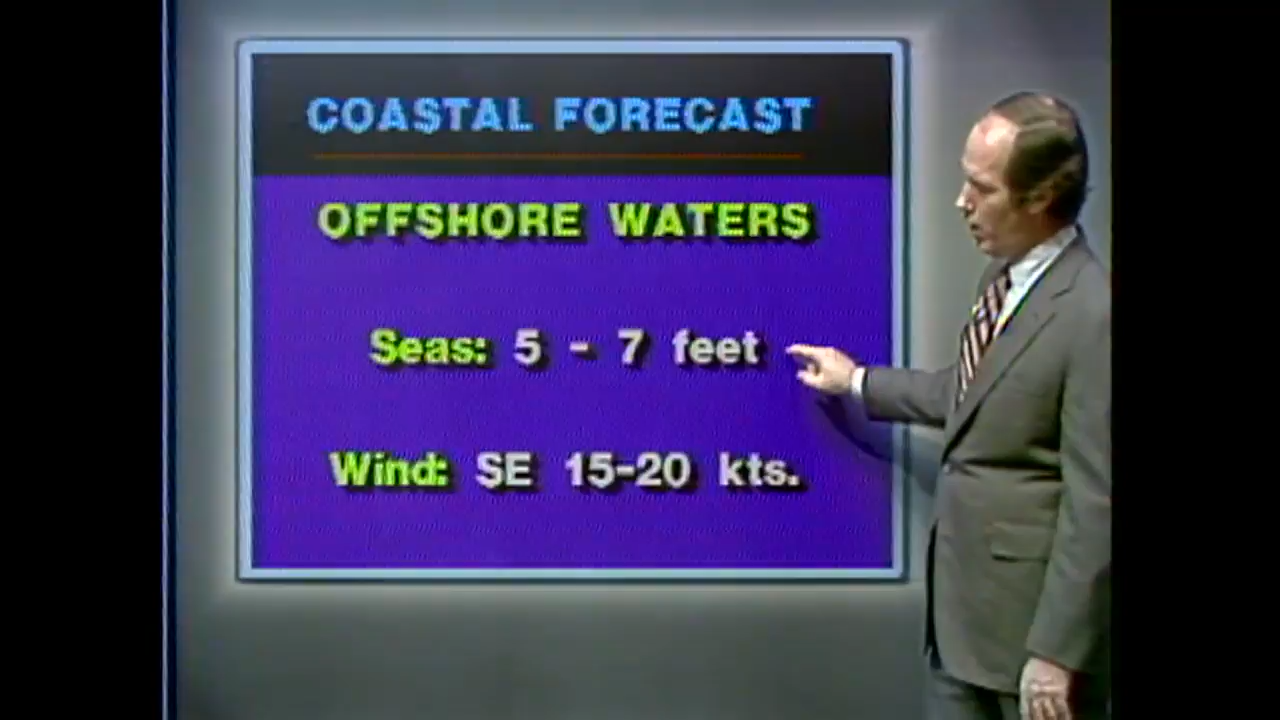 COASTAL FORECAST
OFFSHORE WATERS
Seas: 5 - 7 feet
Wind: SE 15-20 kts.